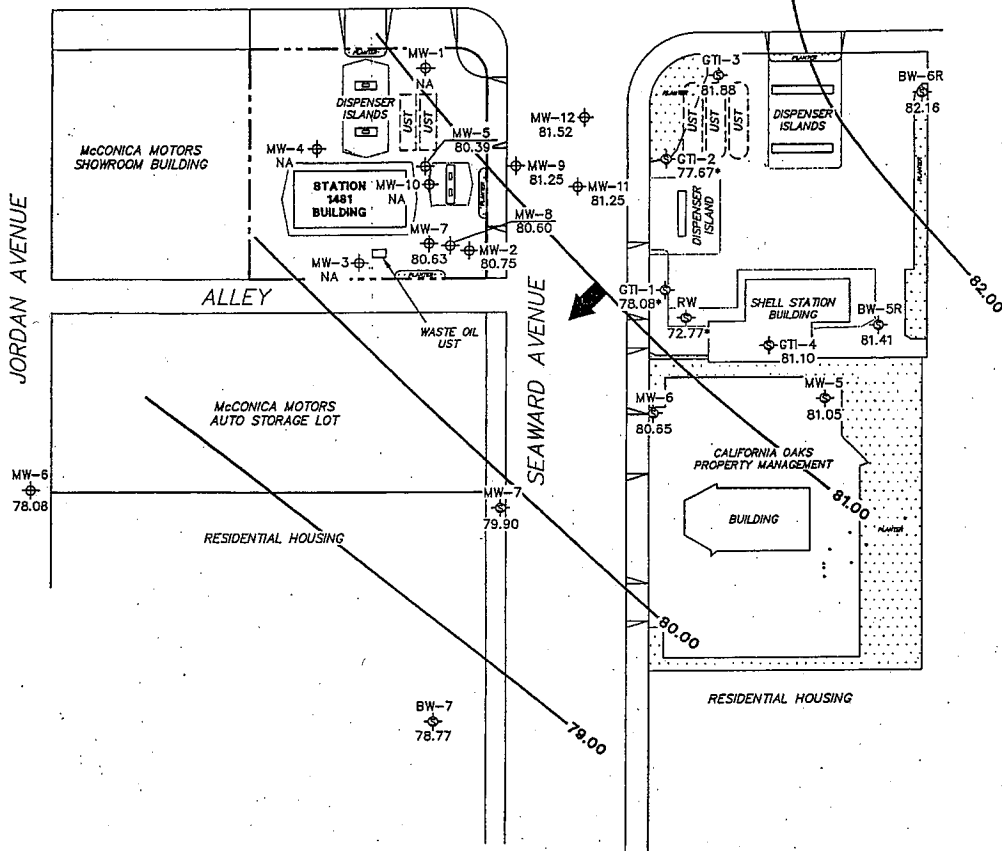 PLANTER
MW-1
NA
DISPENSER
ISLANDS
UST
UST
MW-5
80.39
McCONICA MOTORS
SHOWROOM BUILDING
MW-4
NA
STATION
1481
BUILDING
MW-10
NA
PLANTER
MW-12
81.52
MW-9
81.25
MW-11
81.25
MW-8
80.60
MW-7
80.63
MW-2
80.75
MW-3
NA
PLANTER
GTI-3
81.88
PLANTER
UST
UST
UST
DISPENSER
ISLANDS
BW-6R
82.16
PLANTER
GTI-2
77.67*
DISPENSER
ISLAND
82.00
JORDAN AVENUE
ALLEY
WASTE OIL
UST
SEAWARD AVENUE
GTI-1
78.08*
RW
72.77*
SHELL STATION
BUILDING
BW-5R
81.41
GTI-4
81.10
McCONICA MOTORS
AUTO STORAGE LOT
MW-6
80.65
MW-5
81.05
CALIFORNIA OAKS
PROPERTY MANAGEMENT
MW-6
78.08
MW-7
79.90
81.00
BUILDING
PLANTER
RESIDENTIAL HOUSING
80.00
RESIDENTIAL HOUSING
BW-7
78.77
79.00